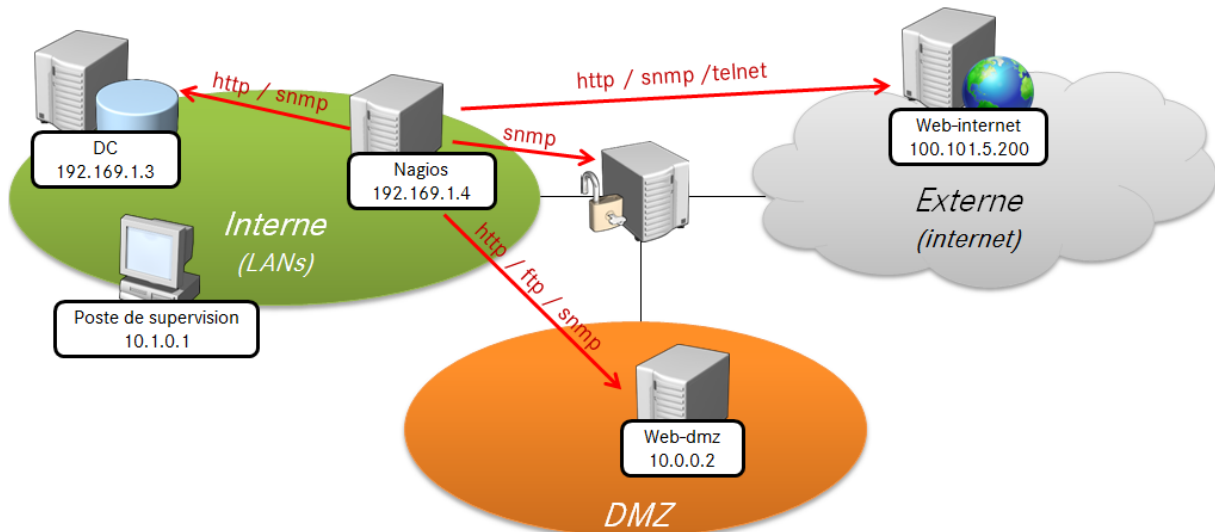 http / snmp /telnet
http / snmp
snmp
DC
192.169.1.3
Nagios
192.169.1.4
Web-internet
100.101.5.200
Interne
(LANs)
Externe
(internet)
http / ftp / snmp
Poste de supervision
10.1.0.1
Web-dmz
10.0.0.2
DMZ